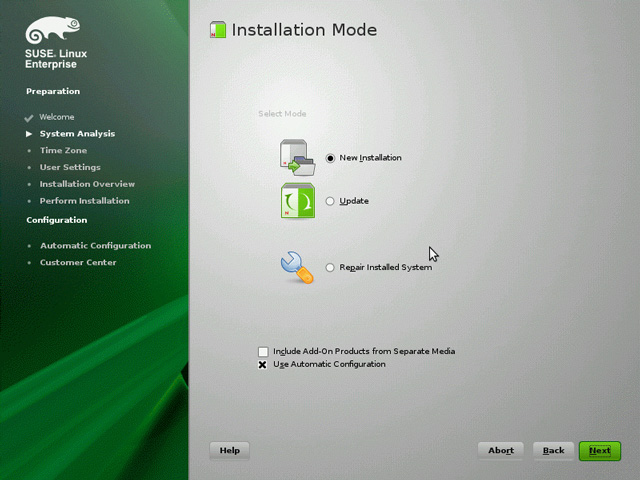 SUSE. Linux
Enterprise
Preparation
Welcome
System Analysis
Time Zone
User Settings
Installation Overview
Perform Installation
Configuration
Automatic Configuration
Customer Center
Installation Mode
Select Mode
New Installation
Update
Repair Installed System
Include Add-On Products from Separate Media
Use Automatic Configuration
Help
Abort
Back
Next